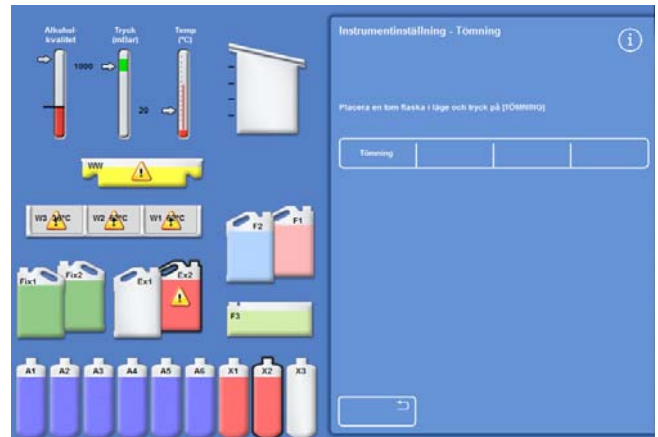 Alkohol-
kvalitet
Tryck
(mBar)
Temp
(°C)
1000
20
WW
W3
°C
W2
°C
W1
°C
Fix1
Fix2
Ex1
Ex2
F2
F1
F3
A1
A2
A3
A4
A5
A6
X1
X2
X3
Instrumentinställning - Tömning
i
Placera en tom flaska i läge och tryck på [TÖMNING]
Tömning